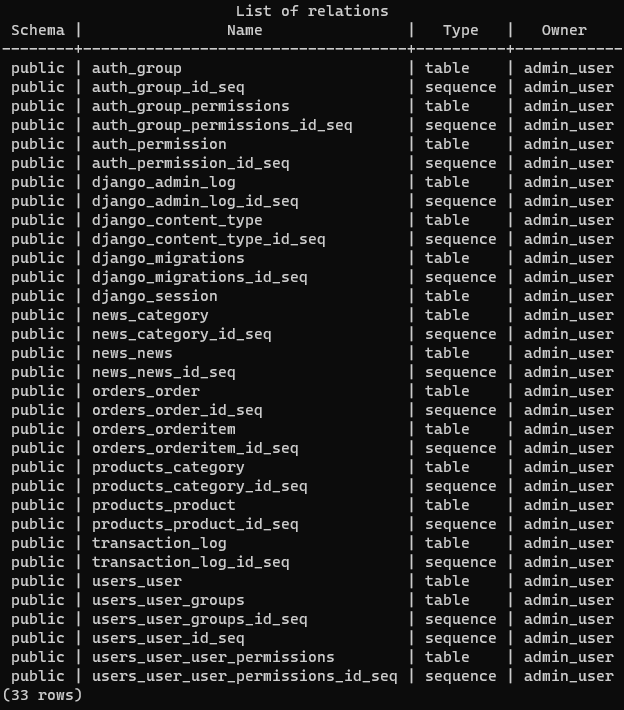 List of relations
 Schema |                Name                |   Type   |   Owner
--------+------------------------------------+----------+------------
 public | auth_group                         | table    | admin_user
 public | auth_group_id_seq                  | sequence | admin_user
 public | auth_group_permissions             | table    | admin_user
 public | auth_group_permissions_id_seq      | sequence | admin_user
 public | auth_permission                    | table    | admin_user
 public | auth_permission_id_seq             | sequence | admin_user
 public | django_admin_log                   | table    | admin_user
 public | django_admin_log_id_seq            | sequence | admin_user
 public | django_content_type                | table    | admin_user
 public | django_content_type_id_seq         | sequence | admin_user
 public | django_migrations                  | table    | admin_user
 public | django_migrations_id_seq           | sequence | admin_user
 public | django_session                     | table    | admin_user
 public | news_category                      | table    | admin_user
 public | news_category_id_seq               | sequence | admin_user
 public | news_news                          | table    | admin_user
 public | news_news_id_seq                   | sequence | admin_user
 public | orders_order                       | table    | admin_user
 public | orders_order_id_seq                | sequence | admin_user
 public | orders_orderitem                   | table    | admin_user
 public | orders_orderitem_id_seq            | sequence | admin_user
 public | products_category                  | table    | admin_user
 public | products_category_id_seq           | sequence | admin_user
 public | products_product                   | table    | admin_user
 public | products_product_id_seq            | sequence | admin_user
 public | transaction_log                    | table    | admin_user
 public | transaction_log_id_seq             | sequence | admin_user
 public | users_user                         | table    | admin_user
 public | users_user_groups                  | table    | admin_user
 public | users_user_groups_id_seq           | sequence | admin_user
 public | users_user_id_seq                  | sequence | admin_user
 public | users_user_user_permissions        | table    | admin_user
 public | users_user_user_permissions_id_seq | sequence | admin_user
(33 rows)